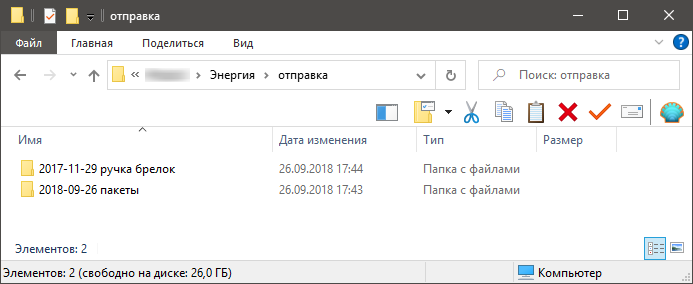 отправка
Файл Главная Поделиться Вид
« Энергия › отправка Поиск: отправка
Имя Дата изменения Тип Размер
2017-11-29 ручка брелок 26.09.2018 17:44 Папка с файлами
2018-09-26 пакеты 26.09.2018 17:43 Папка с файлами
Элементов: 2
Элементов: 2 (свободно на диске: 26,0 ГБ) Компьютер